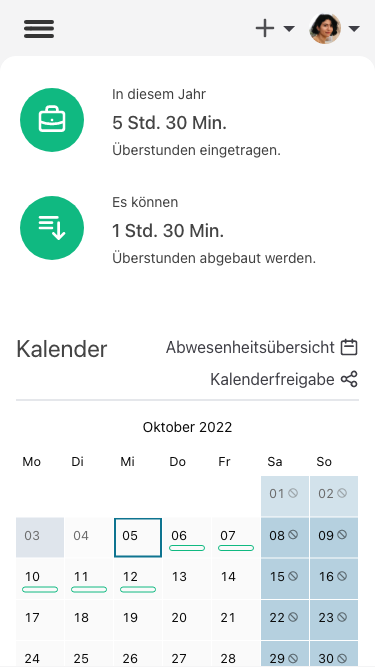 In diesem Jahr
5 Std. 30 Min.
Überstunden eingetragen.
Es können
1 Std. 30 Min.
Überstunden abgebaut werden.
Kalender
Abwesenheitsübersicht
Kalenderfreigabe
Oktober 2022
Mo Di Mi Do Fr Sa So
01 02
03 04 05 06 07 08 09
10 11 12 13 14 15 16
17 18 19 20 21 22 23
24 25 26 27 28 29 30